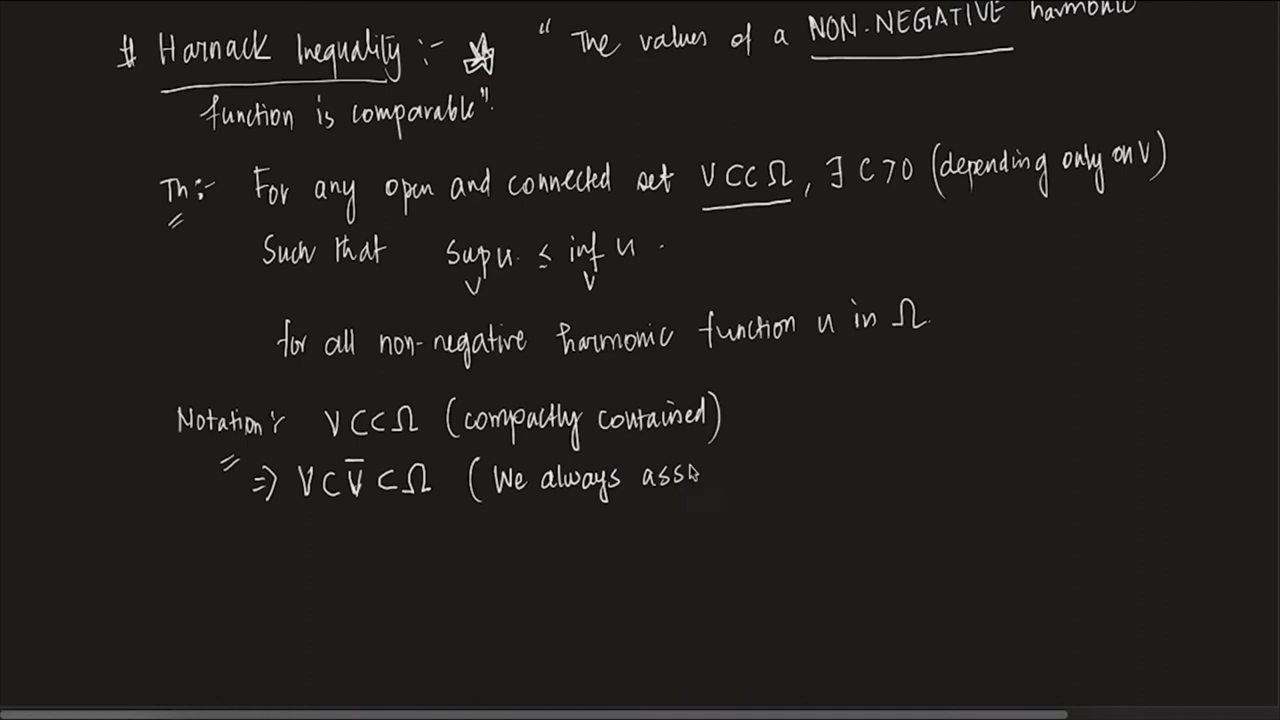 # Harnack Inequality :- ☆ " The values of a NON-NEGATIVE harmonic
function is comparable".
Th :- For any open and connected set V⊂⊂Ω, ∃ C>0 (depending only on V)
Such that sup u ≤ inf u .
V V
for all non-negative harmonic function u in Ω.
Notation :- V⊂⊂Ω (compactly contained)
=> V⊂V̅⊂Ω (We always ass